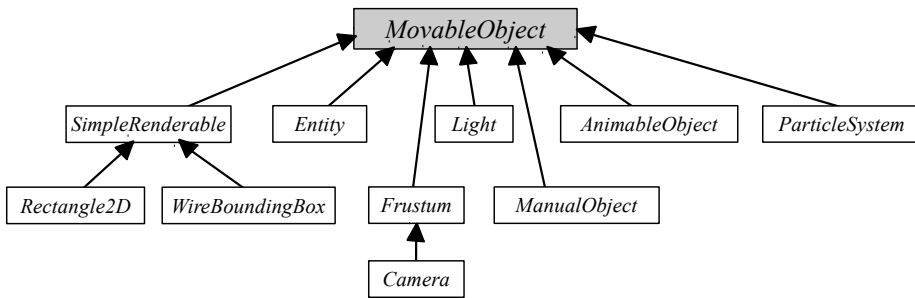 MovableObject
SimpleRenderable
Entity
Light
AnimableObject
ParticleSystem
Rectangle2D
WireBoundingBox
Frustum
ManualObject
Camera